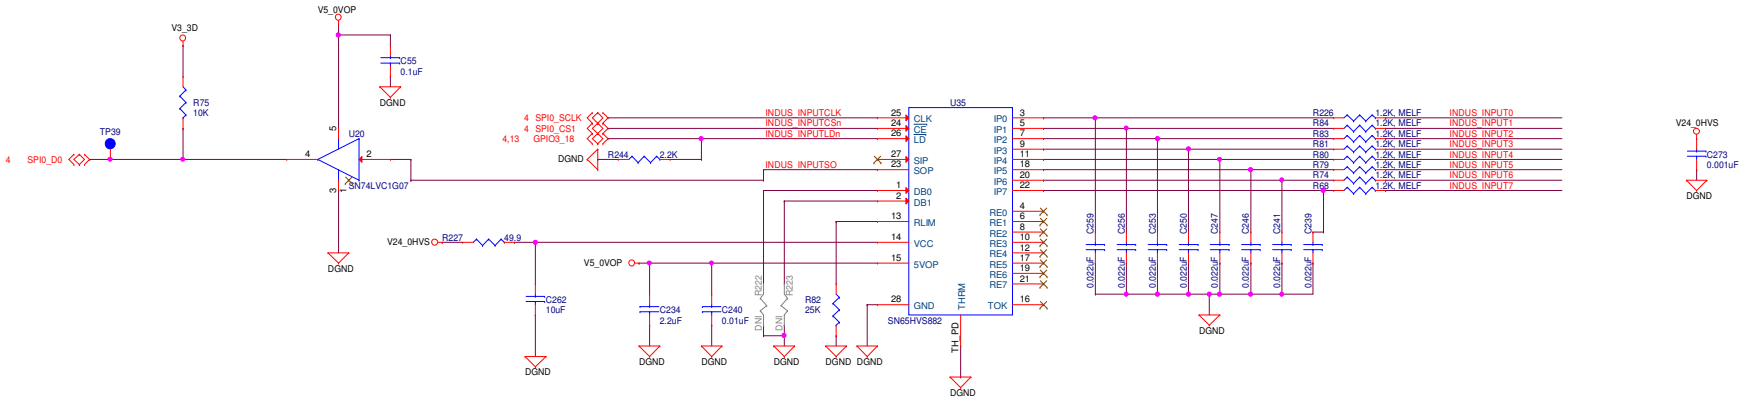 V5_0VOP
V3_3D
C55
0.1uF
DGND
R75
10K
TP39
U20
5
4 SPI0_D0
4
2
3
1
SN74LVC1G07
DGND
4 SPI0_SCLK
4 SPI0_CS1
4,13 GPIO3_18
INDUS_INPUTCLK
INDUS_INPUTCSn
INDUS_INPUTLDn
DGND
R244
2.2K
INDUS_INPUTSO
V24_0HVS
R227
49.9
C262
10uF
DGND
V5_0VOP
C234
2.2uF
DGND
C240
0.01uF
DGND
R222
DNI
R223
DNI
DGND
R82
25K
DGND
DGND
U35
25 CLK
24 CE
26 LD
27 SIP
23 SOP
1 DB0
2 DB1
13 RLIM
14 VCC
15 5VOP
28 GND
SN65HVS882
THRM
TH_PD
DGND
IP0 3
IP1 5
IP2 7
IP3 9
IP4 11
IP5 18
IP6 20
IP7 22
RE0 4
RE1 6
RE2 8
RE3 10
RE4 12
RE5 17
RE6 19
RE7 21
TOK 16
R226 1.2K, MELF INDUS_INPUT0
R84 1.2K, MELF INDUS_INPUT1
R83 1.2K, MELF INDUS_INPUT2
R81 1.2K, MELF INDUS_INPUT3
R80 1.2K, MELF INDUS_INPUT4
R79 1.2K, MELF INDUS_INPUT5
R74 1.2K, MELF INDUS_INPUT6
R68 1.2K, MELF INDUS_INPUT7
C259
0.022uF
C256
0.022uF
C253
0.022uF
C250
0.022uF
C247
0.022uF
C246
0.022uF
C241
0.022uF
C239
0.022uF
DGND
V24_0HVS
C273
0.001uF
DGND